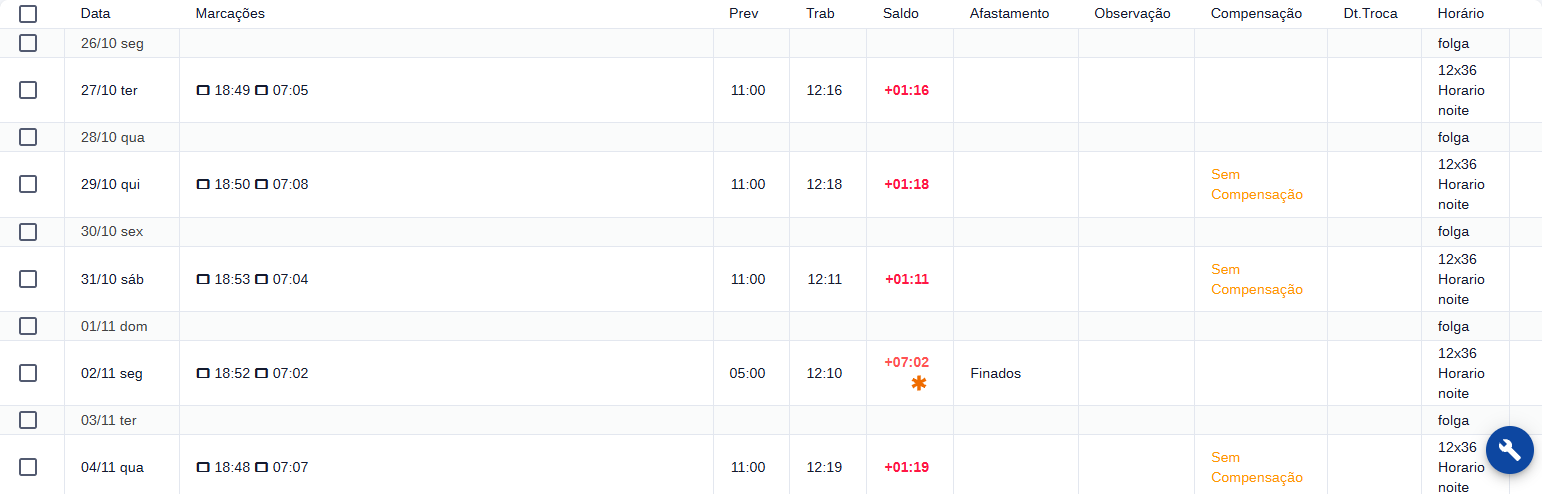 Data Marcações Prev Trab Saldo Afastamento Observação Compensação Dt.Troca Horário
26/10 seg folga
27/10 ter 18:49 07:05 11:00 12:16 +01:16 12x36
Horario
noite
28/10 qua folga
29/10 qui 18:50 07:08 11:00 12:18 +01:18 Sem
Compensação 12x36
Horario
noite
30/10 sex folga
31/10 sáb 18:53 07:04 11:00 12:11 +01:11 Sem
Compensação 12x36
Horario
noite
01/11 dom folga
02/11 seg 18:52 07:02 05:00 12:10 +07:02 Finados 12x36
Horario
noite
03/11 ter folga
04/11 qua 18:48 07:07 11:00 12:19 +01:19 Sem
Compensação 12x36
Horario
noite